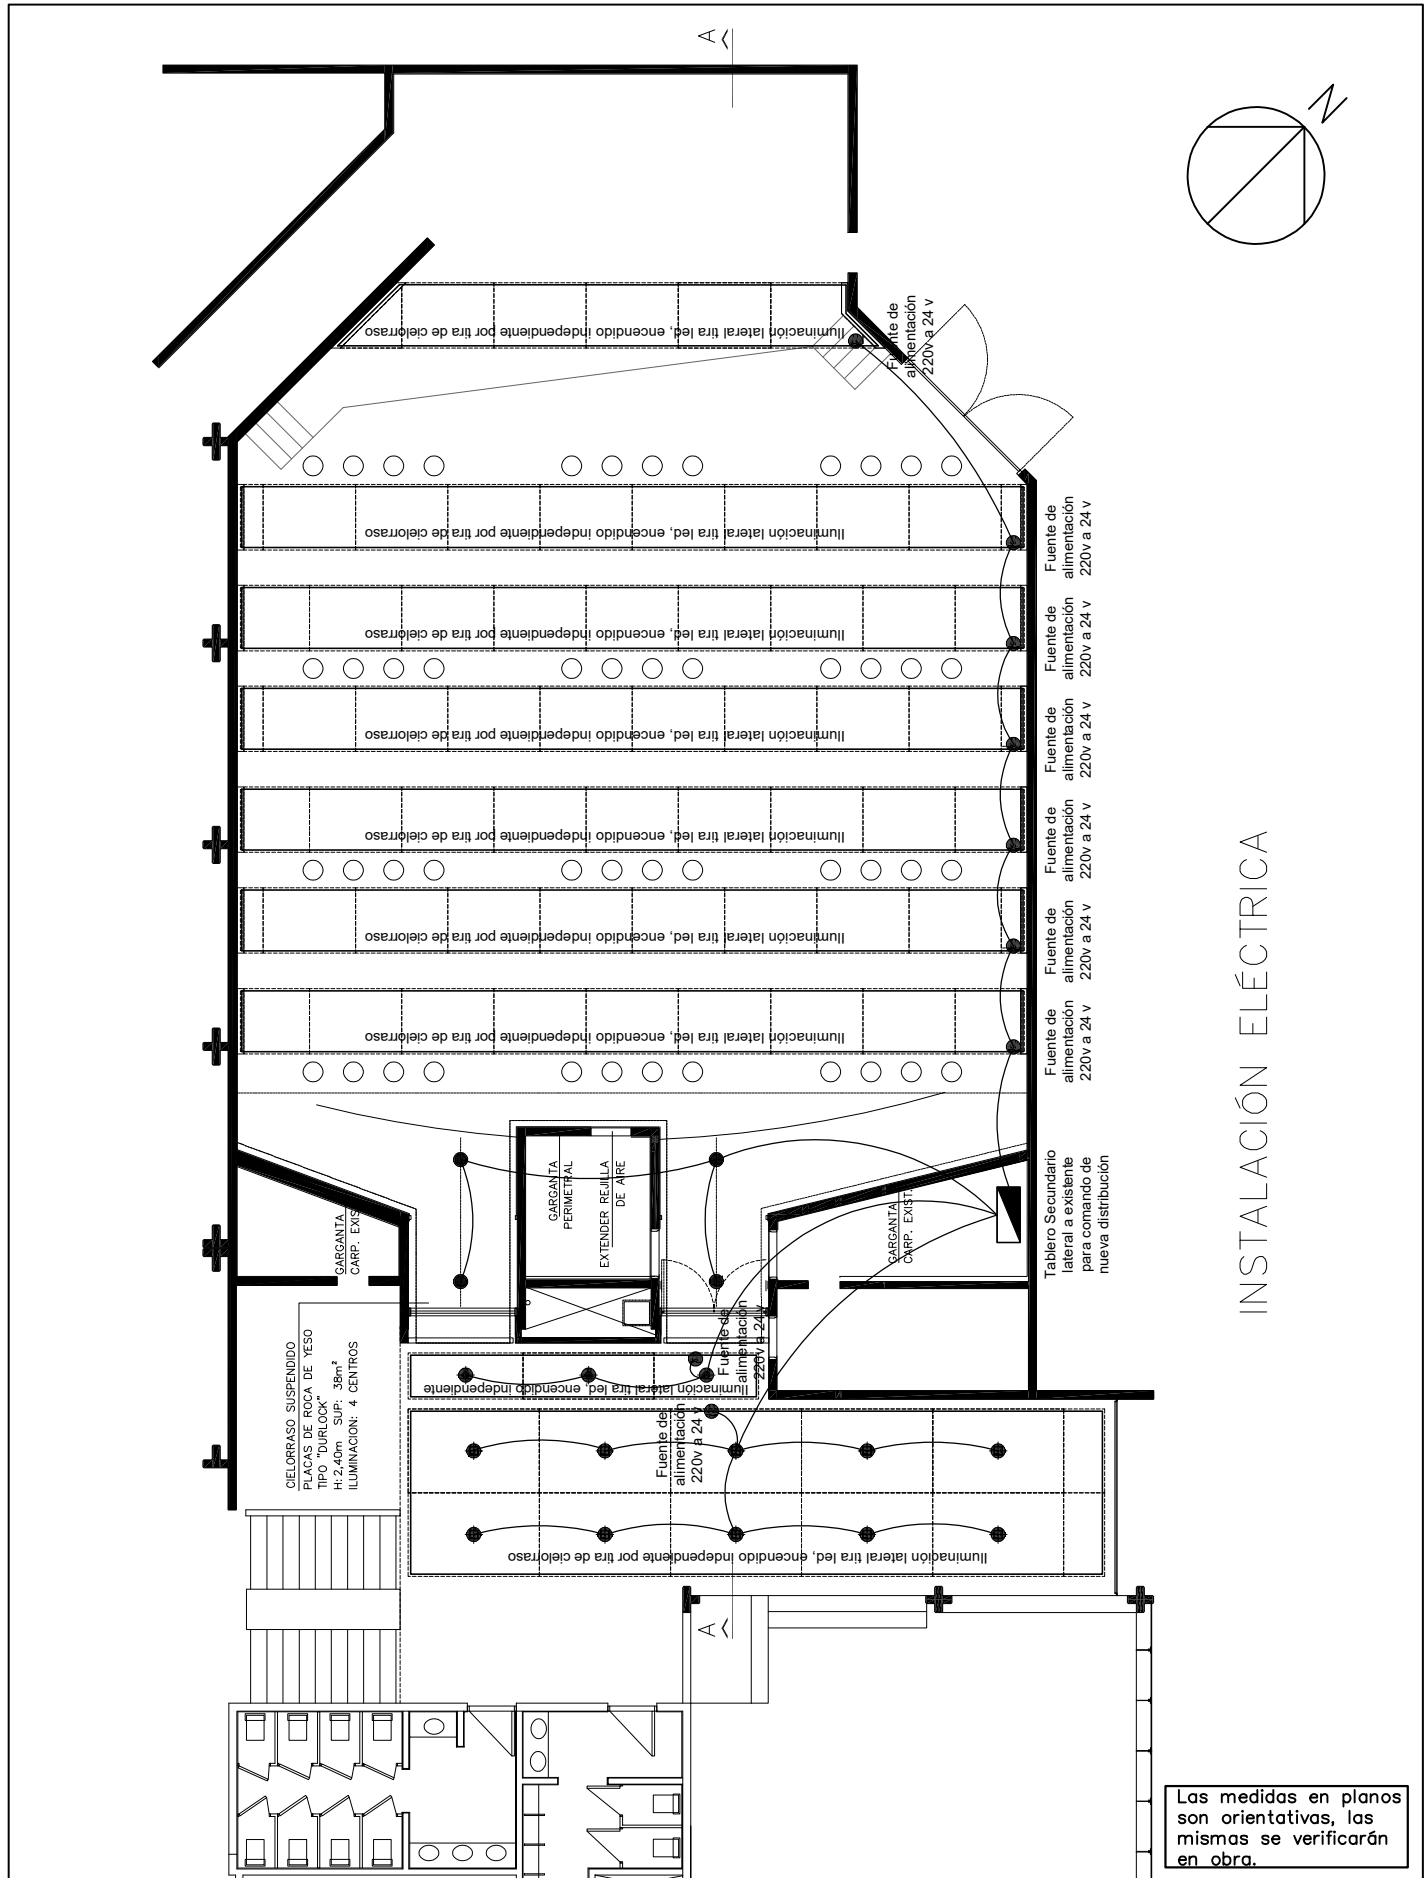 A
N
Iluminación lateral tira led, encendido independiente por tira de cielorraso
Fuente de
alimentación
220v a 24 v
Iluminación lateral tira led, encendido independiente por tira de cielorraso
Fuente de
alimentación
220v a 24 v
Iluminación lateral tira led, encendido independiente por tira de cielorraso
Fuente de
alimentación
220v a 24 v
Iluminación lateral tira led, encendido independiente por tira de cielorraso
Fuente de
alimentación
220v a 24 v
Iluminación lateral tira led, encendido independiente por tira de cielorraso
Fuente de
alimentación
220v a 24 v
Iluminación lateral tira led, encendido independiente por tira de cielorraso
Fuente de
alimentación
220v a 24 v
Iluminación lateral tira led, encendido independiente por tira de cielorraso
Fuente de
alimentación
220v a 24 v
INSTALACIÓN ELÉCTRICA
GARGANTA
PERIMETRAL
EXTENDER REJILLA
DE AIRE
GARGANTA
CARP. EXIS
GARGANTA
CARP. EXIST.
Tablero Secundario
lateral a existente
para comando de
nueva distribución
CIELORRASO SUSPENDIDO
PLACAS DE ROCA DE YESO
TIPO "DURLOCK"
H: 2,40m SUP: 38m²
ILUMINACION: 4 CENTROS
Fuente de
alimentación
220v a 24 v
Iluminación lateral tira led, encendido independiente
Fuente de
alimentación
220v a 24 v
Iluminación lateral tira led, encendido independiente por tira de cielorraso
A
Las medidas en planos
son orientativas, las
mismas se verificarán
en obra.